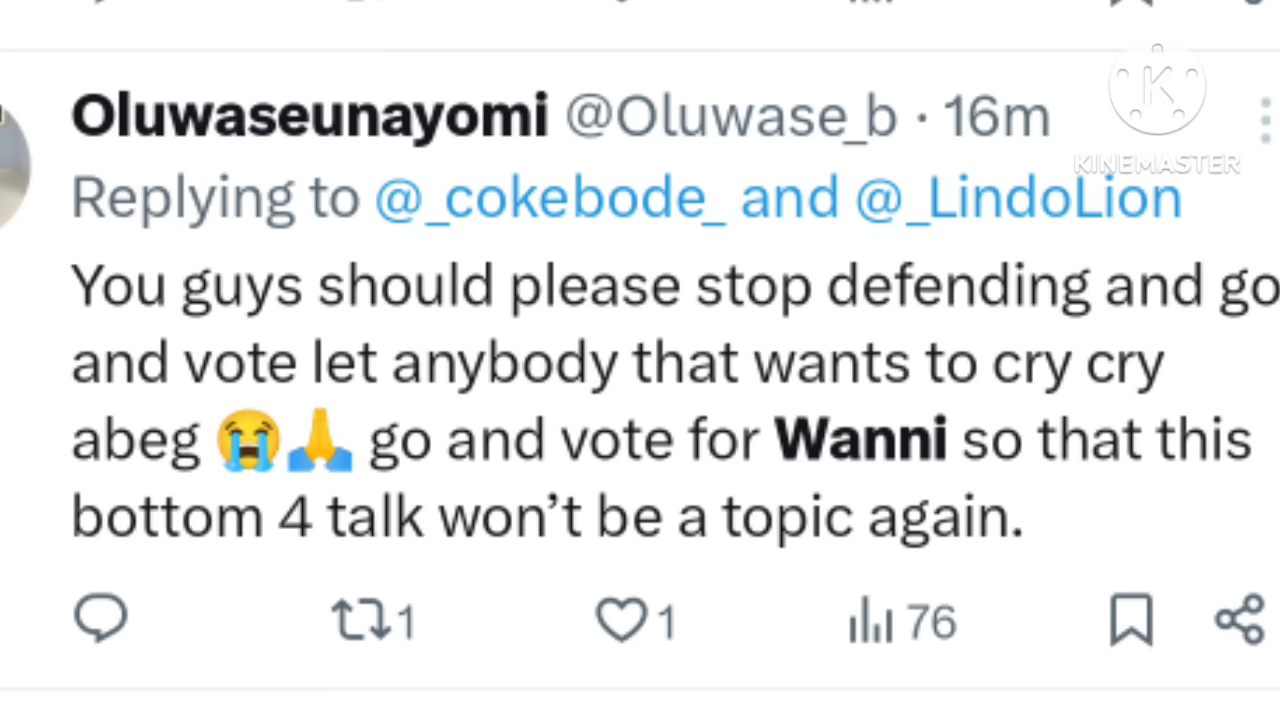 Oluwaseunayomi @Oluwase_b · 16m
KINEMASTER
Replying to @_cokebode_ and @_LindoLion
You guys should please stop defending and go
and vote let anybody that wants to cry cry
abeg 😭🙏 go and vote for Wanni so that this
bottom 4 talk won’t be a topic again.
1 1 76